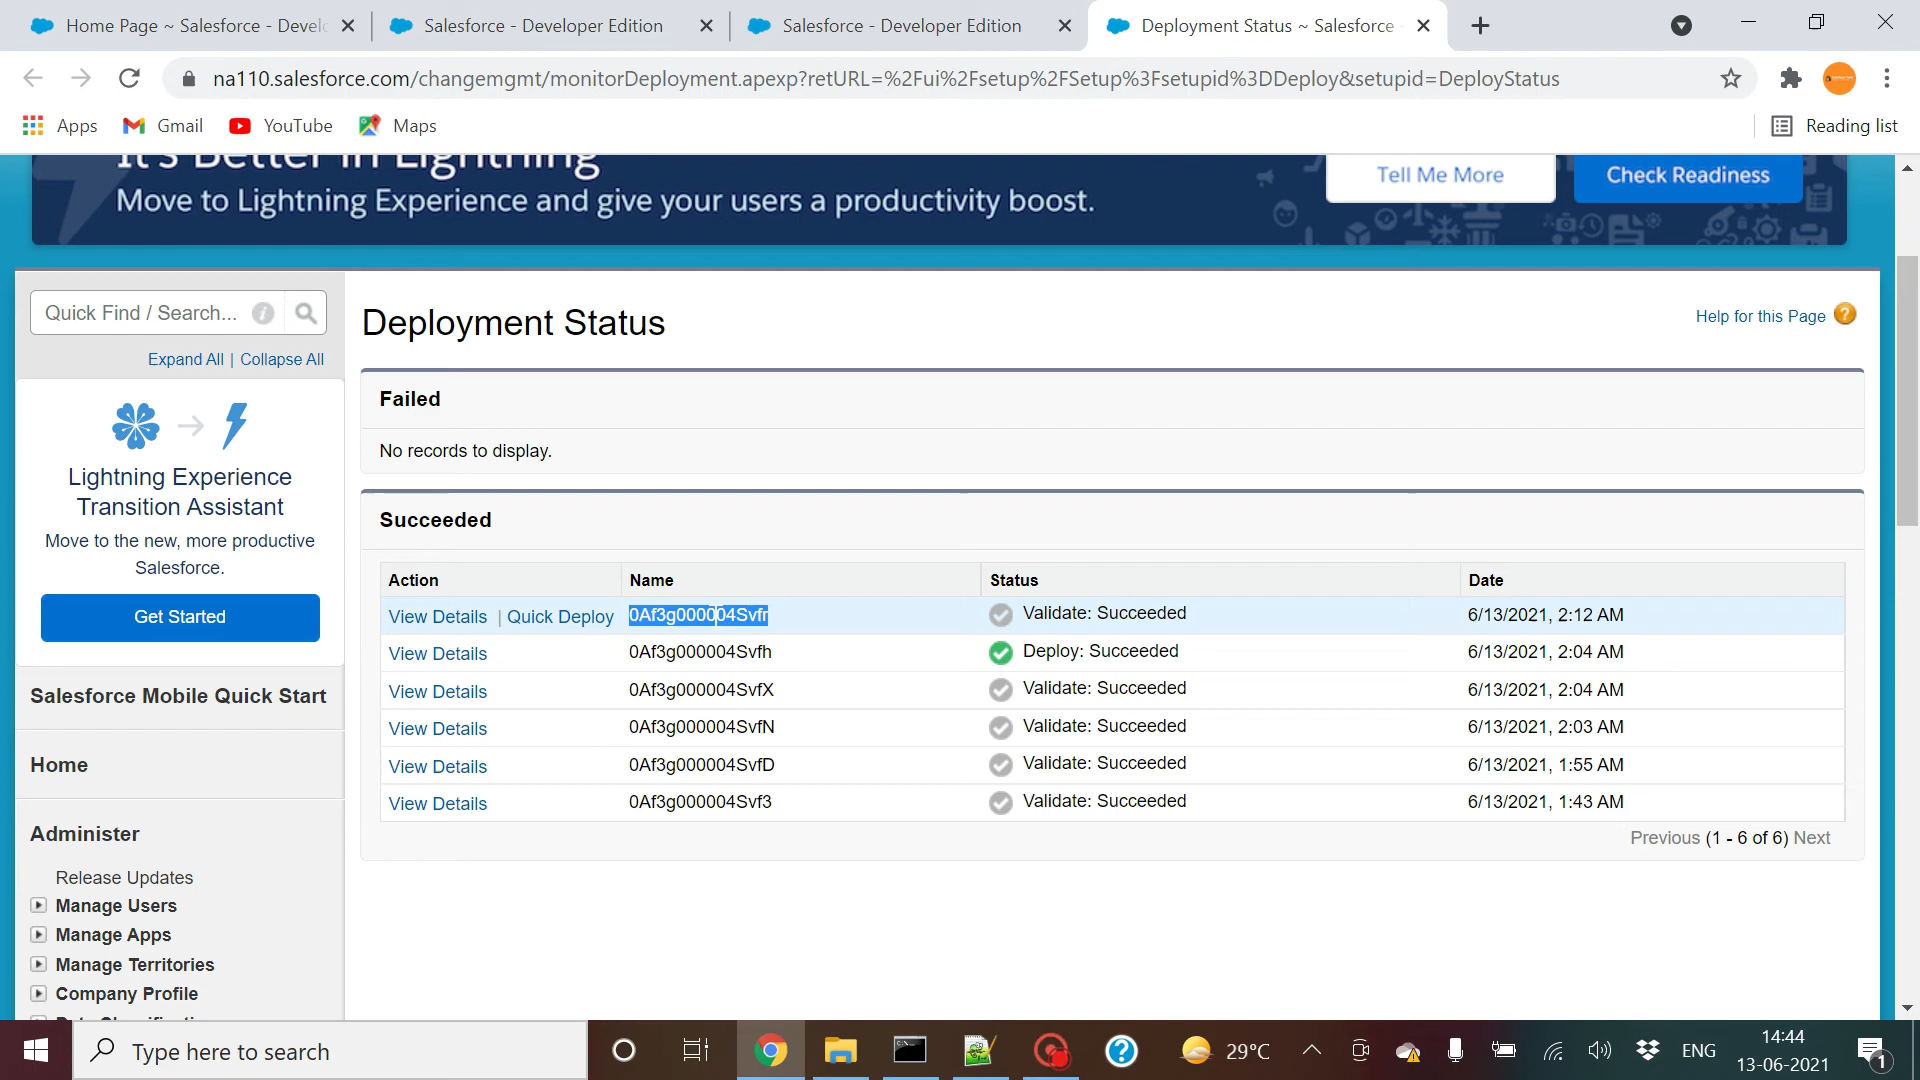 Home Page ~ Salesforce - Develo
Salesforce - Developer Edition
Salesforce - Developer Edition
Deployment Status ~ Salesforce
na110.salesforce.com/changemgmt/monitorDeployment.apexp?retURL=%2Fui%2Fsetup%2FSetup%3Fsetupid%3DDeploy&setupid=DeployStatus
Apps
Gmail
YouTube
Maps
Reading list
It's Better in Lightning
Move to Lightning Experience and give your users a productivity boost.
Tell Me More
Check Readiness
Quick Find / Search...
Expand All | Collapse All
Lightning Experience
Transition Assistant
Move to the new, more productive
Salesforce.
Get Started
Salesforce Mobile Quick Start
Home
Administer
Release Updates
Manage Users
Manage Apps
Manage Territories
Company Profile
Deployment Status
Help for this Page
Failed
No records to display.
Succeeded
Action Name Status Date
View Details | Quick Deploy 0Af3g000004Svfr Validate: Succeeded 6/13/2021, 2:12 AM
View Details 0Af3g000004Svfh Deploy: Succeeded 6/13/2021, 2:04 AM
View Details 0Af3g000004SvfX Validate: Succeeded 6/13/2021, 2:04 AM
View Details 0Af3g000004SvfN Validate: Succeeded 6/13/2021, 2:03 AM
View Details 0Af3g000004SvfD Validate: Succeeded 6/13/2021, 1:55 AM
View Details 0Af3g000004Svf3 Validate: Succeeded 6/13/2021, 1:43 AM
Previous (1 - 6 of 6) Next
Type here to search
29°C
ENG
14:44
13-06-2021
1